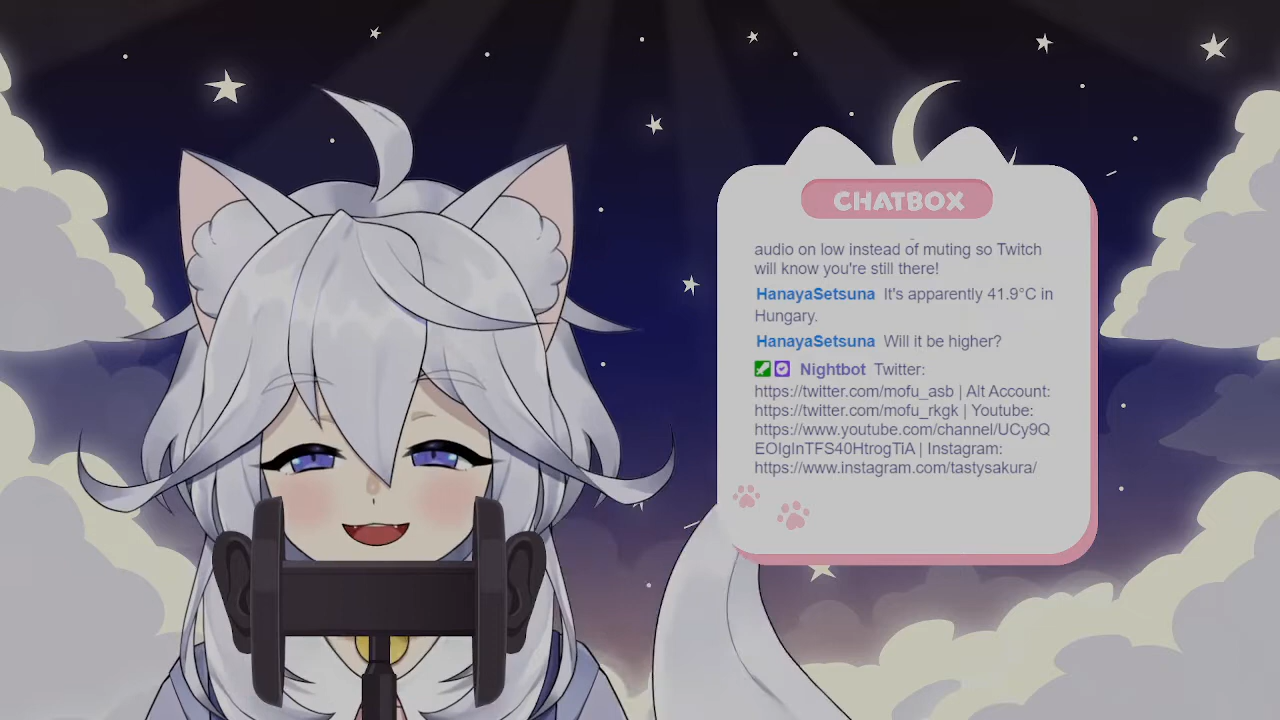 CHATBOX
audio on low instead of muting so Twitch
will know you're still there!
HanayaSetsuna It's apparently 41.9°C in
Hungary.
HanayaSetsuna Will it be higher?
Nightbot Twitter:
https://twitter.com/mofu_asb | Alt Account:
https://twitter.com/mofu_rkgk | Youtube:
https://www.youtube.com/channel/UCy9Q
EOIglnTFS40HtrogTiA | Instagram:
https://www.instagram.com/tastysakura/